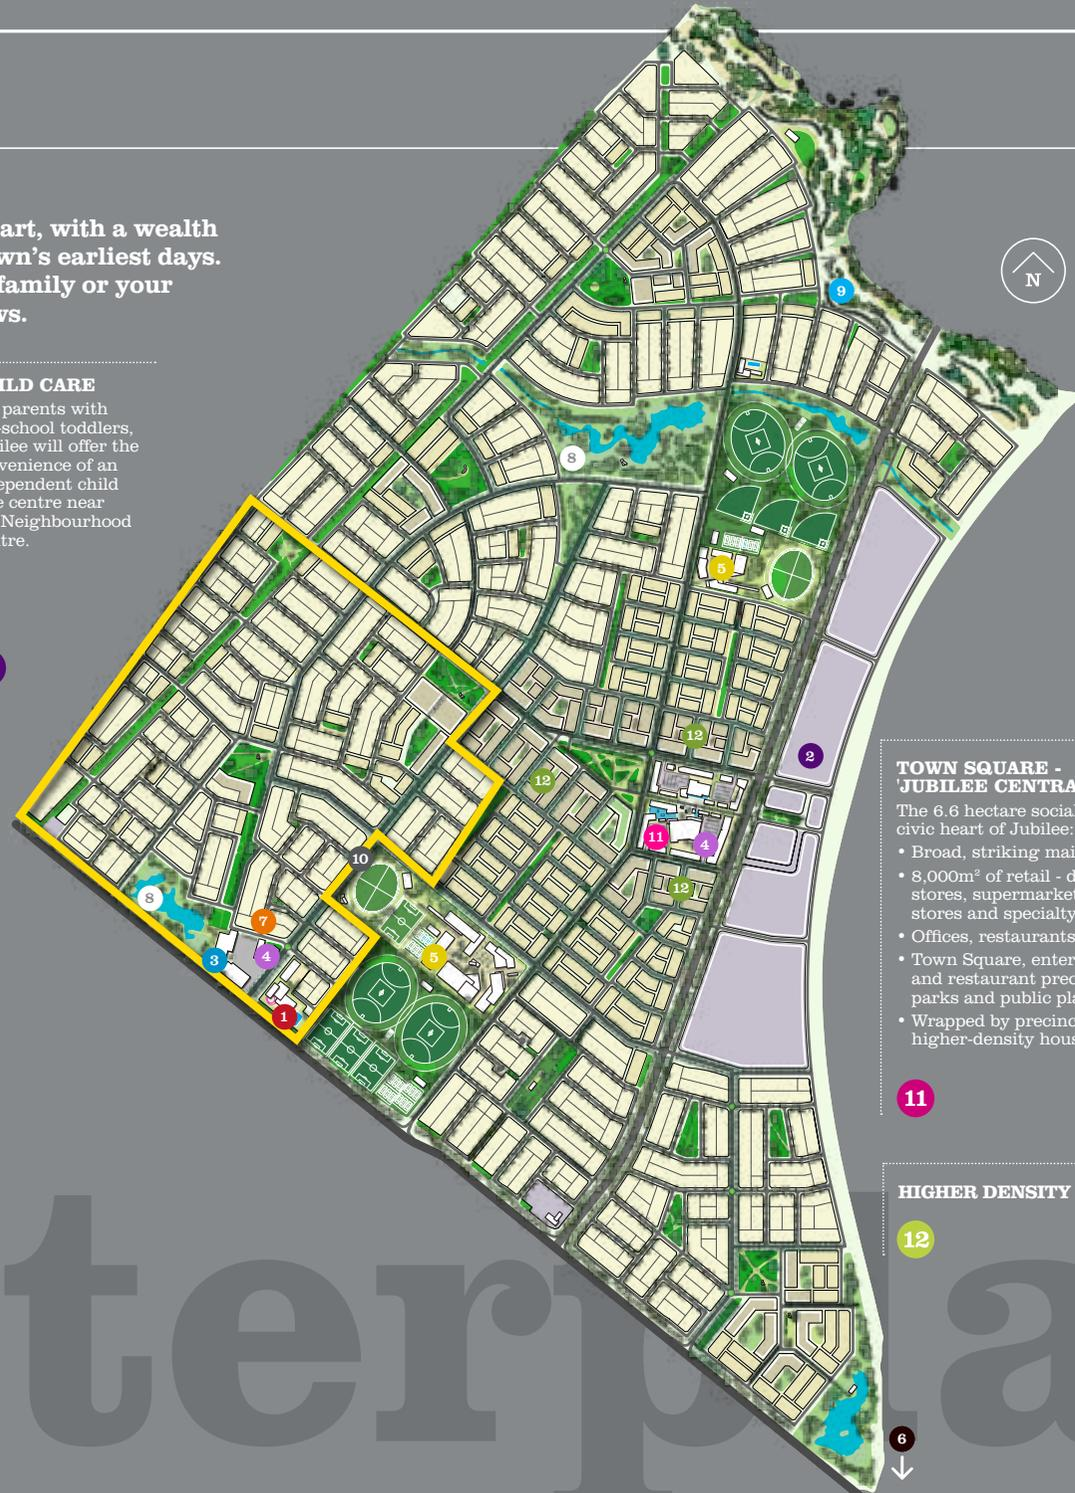 art, with a wealth
wn's earliest days.
family or your
ws.
ILD CARE
parents with
-school toddlers,
ilee will offer the
venience of an
ependent child
e centre near
Neighbourhood
tre.
N
9
8
5
12
2
12
11
4
12
10
8
7
3
4
5
1
TOWN SQUARE -
'JUBILEE CENTRA
The 6.6 hectare social
civic heart of Jubilee:
• Broad, striking mai
• 8,000m² of retail - d
stores, supermarket
stores and specialty
• Offices, restaurants
• Town Square, enter
and restaurant prec
parks and public pla
• Wrapped by precinc
higher-density hous
11
HIGHER DENSITY
12
6
terpla